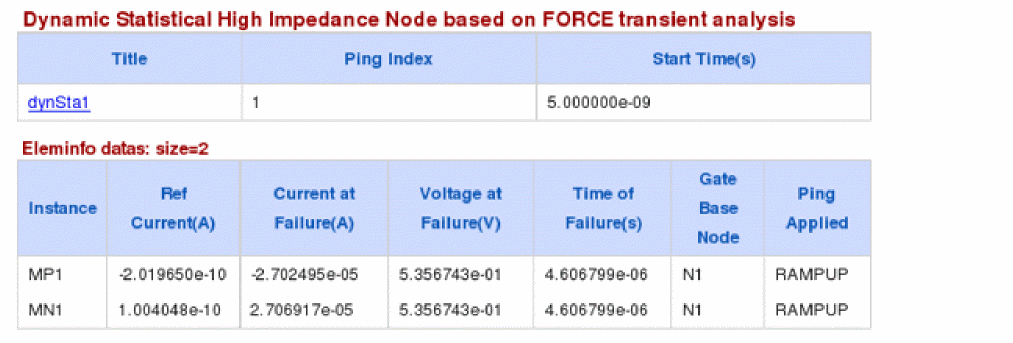 Dynamic Statistical High Impedance Node based on FORCE transient analysis
Title Ping Index Start Time(s)
dynSta1 1 5.000000e-09
Eleminfo datas: size=2
Instance Ref Current(A) Current at Failure(A) Voltage at Failure(V) Time of Failure(s) Gate Base Node Ping Applied
MP1 -2.019650e-10 -2.702495e-05 5.356743e-01 4.606799e-06 N1 RAMPUP
MN1 1.004048e-10 2.706917e-05 5.356743e-01 4.606799e-06 N1 RAMPUP